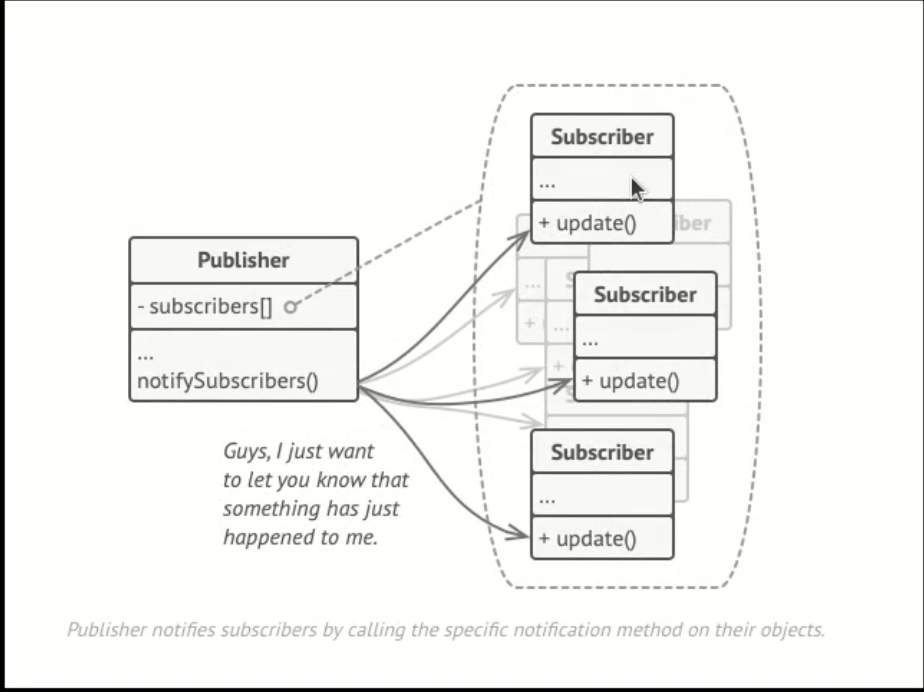 Subscriber
...
+ update()
Publisher
- subscribers[]
...
notifySubscribers()
iber
...
+
S
...
+
Subscriber
...
+ update()
Guys, I just want
to let you know that
something has just
happened to me.
Subscriber
...
+ update()
Publisher notifies subscribers by calling the specific notification method on their objects.